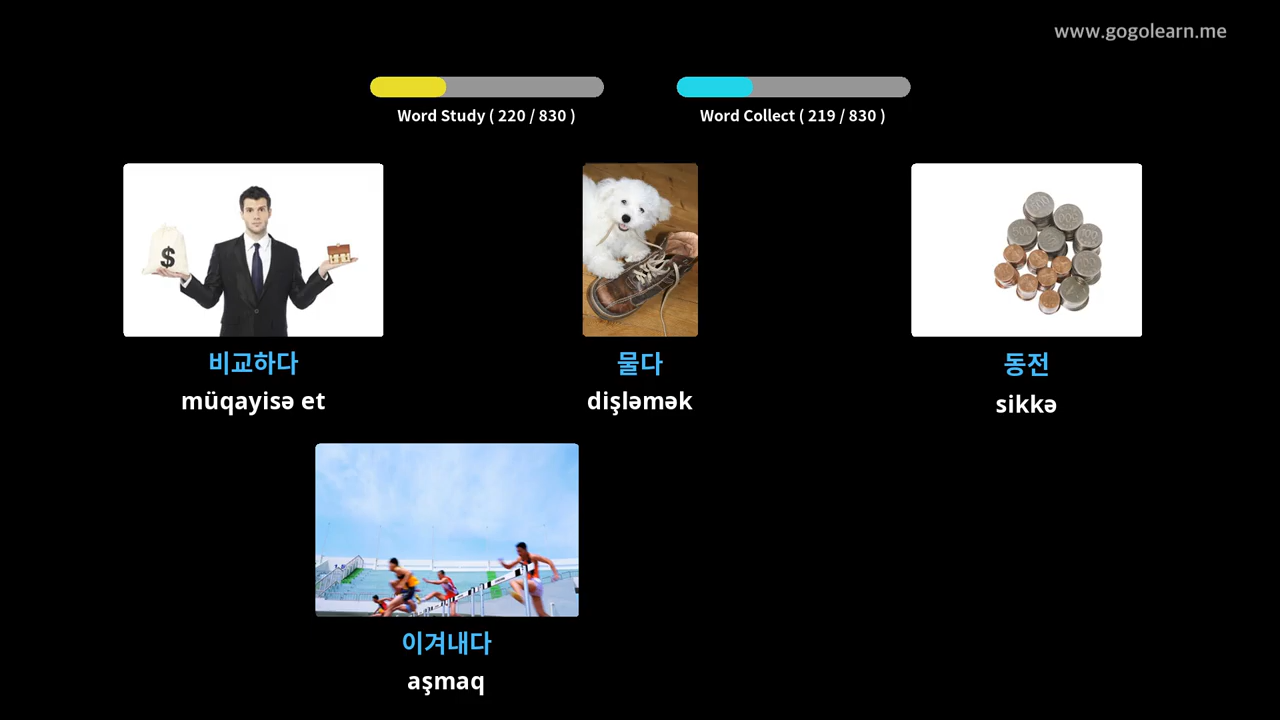 www.gogolearn.me
Word Study ( 220 / 830 )
Word Collect ( 219 / 830 )
$
비교하다
müqayisə et
물다
dişləmək
동전
sikkə
이겨내다
aşmaq